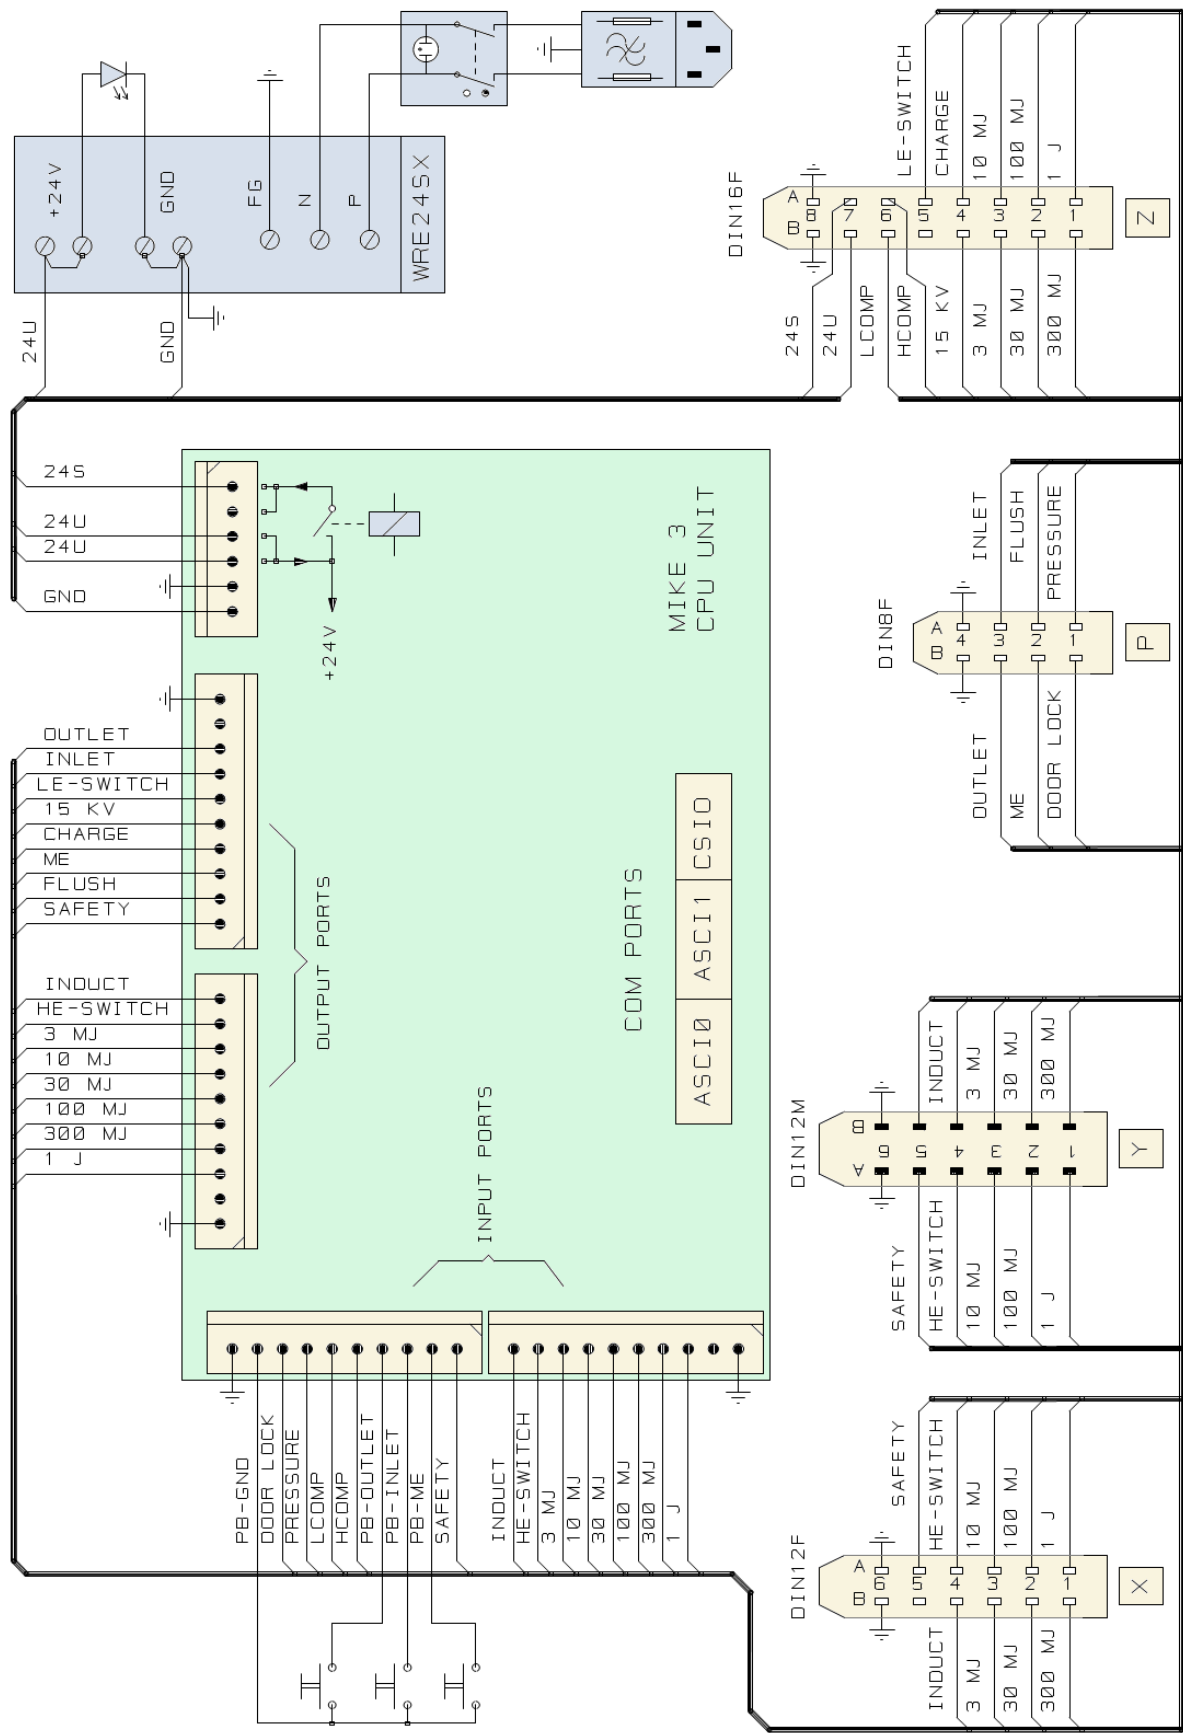 +24V
GND
FG
N
P
WRE24SX
24U
GND
LE-SWITCH
CHARGE
10 MJ
100 MJ
1 J
DIN16F
A
B
8
7
6
5
4
3
2
1
Z
24S
24U
LCOMP
HCOMP
15 KV
3 MJ
30 MJ
300 MJ
24S
24U
24U
GND
+24V
MIKE 3
CPU UNIT
INLET
FLUSH
PRESSURE
DIN8F
A
B
4
3
2
1
P
OUTLET
ME
DOOR LOCK
OUTLET
INLET
LE-SWITCH
15 KV
CHARGE
ME
FLUSH
SAFETY
OUTPUT PORTS
INDUCT
HE-SWITCH
3 MJ
10 MJ
30 MJ
100 MJ
300 MJ
1 J
COM PORTS
ASCI0
ASCI1
CSIO
INPUT PORTS
INDUCT
3 MJ
30 MJ
300 MJ
DIN12M
B
A
6
5
4
3
2
1
Y
SAFETY
HE-SWITCH
10 MJ
100 MJ
1 J
PB-GND
DOOR LOCK
PRESSURE
LCOMP
HCOMP
PB-OUTLET
PB-INLET
PB-ME
SAFETY
INDUCT
HE-SWITCH
3 MJ
10 MJ
30 MJ
100 MJ
300 MJ
1 J
SAFETY
HE-SWITCH
10 MJ
100 MJ
1 J
DIN12F
A
B
6
5
4
3
2
1
X
INDUCT
3 MJ
30 MJ
300 MJ